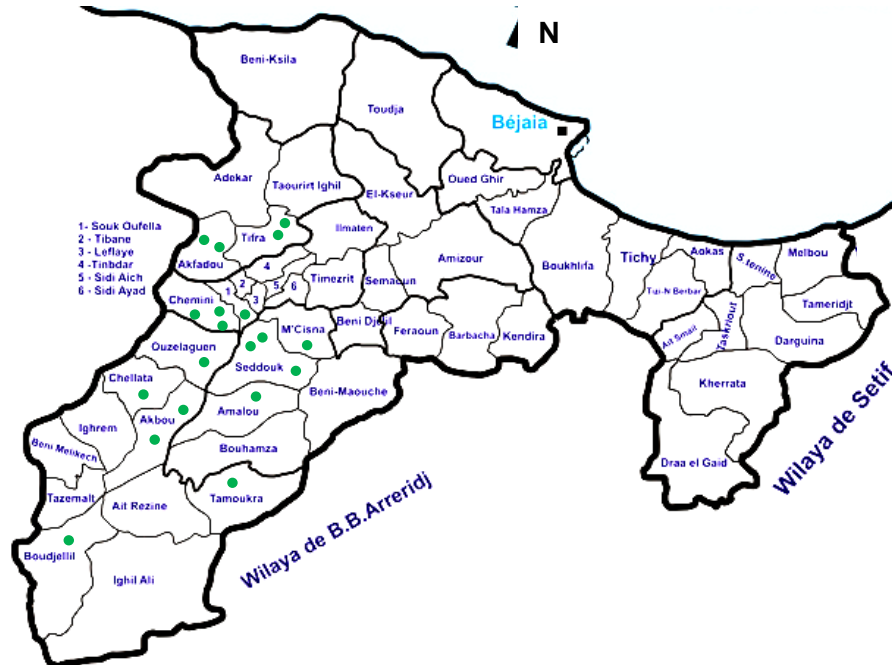 N
Beni-Ksila
Toudja
Béjaia
Adekar
Taourirt Ighil
El-Kseur
Oued Ghir
Tala Hamza
1- Souk Oufella
2 - Tibane
3 - Leflaye
4 -Tinbdar
5 - Sidi Aich
6 - Sidi Ayad
Tifra
Ilmaten
Akfadou
Amizour
Boukhlifa
Tichy
Aokas
S.tenine
Melbou
4
Timezrit
Semaoun
1
2
3
5
6
Tizi-N Berbar
Tameridjt
Chemini
M'Cisna
Beni Djelil
Feraoun
Barbacha
Kendira
Ait Smail
Taskriout
Darguina
Ouzelaguen
Seddouk
Chellata
Beni-Maouche
Kherrata
Akbou
Amalou
Ighrem
Beni Melikech
Bouhamza
Draa el Gaid
Tazemalt
Ait Rezine
Tamoukra
Boudjellil
Ighil Ali
Wilaya de B.B.Arreridj
Wilaya de Setif